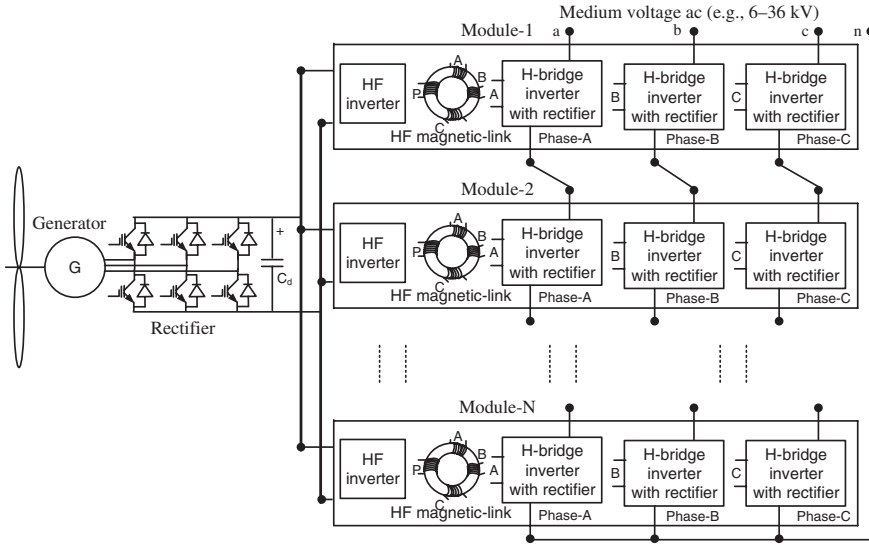 Medium voltage ac (e.g., 6–36 kV)
Module-1
a
b
c
n
HF
inverter
P
A
B
C
HF magnetic-link
B
A
H-bridge
inverter
with rectifier
Phase-A
B
H-bridge
inverter
with rectifier
Phase-B
C
H-bridge
inverter
with rectifier
Phase-C
Module-2
Generator
G
Rectifier
+
Cd
HF
inverter
P
A
B
A
C
HF magnetic-link
H-bridge
inverter
with rectifier
Phase-A
B
H-bridge
inverter
with rectifier
Phase-B
C
H-bridge
inverter
with rectifier
Phase-C
Module-N
HF
inverter
P
A
B
A
C
HF magnetic-link
H-bridge
inverter
with rectifier
Phase-A
B
H-bridge
inverter
with rectifier
Phase-B
C
H-bridge
inverter
with rectifier
Phase-C